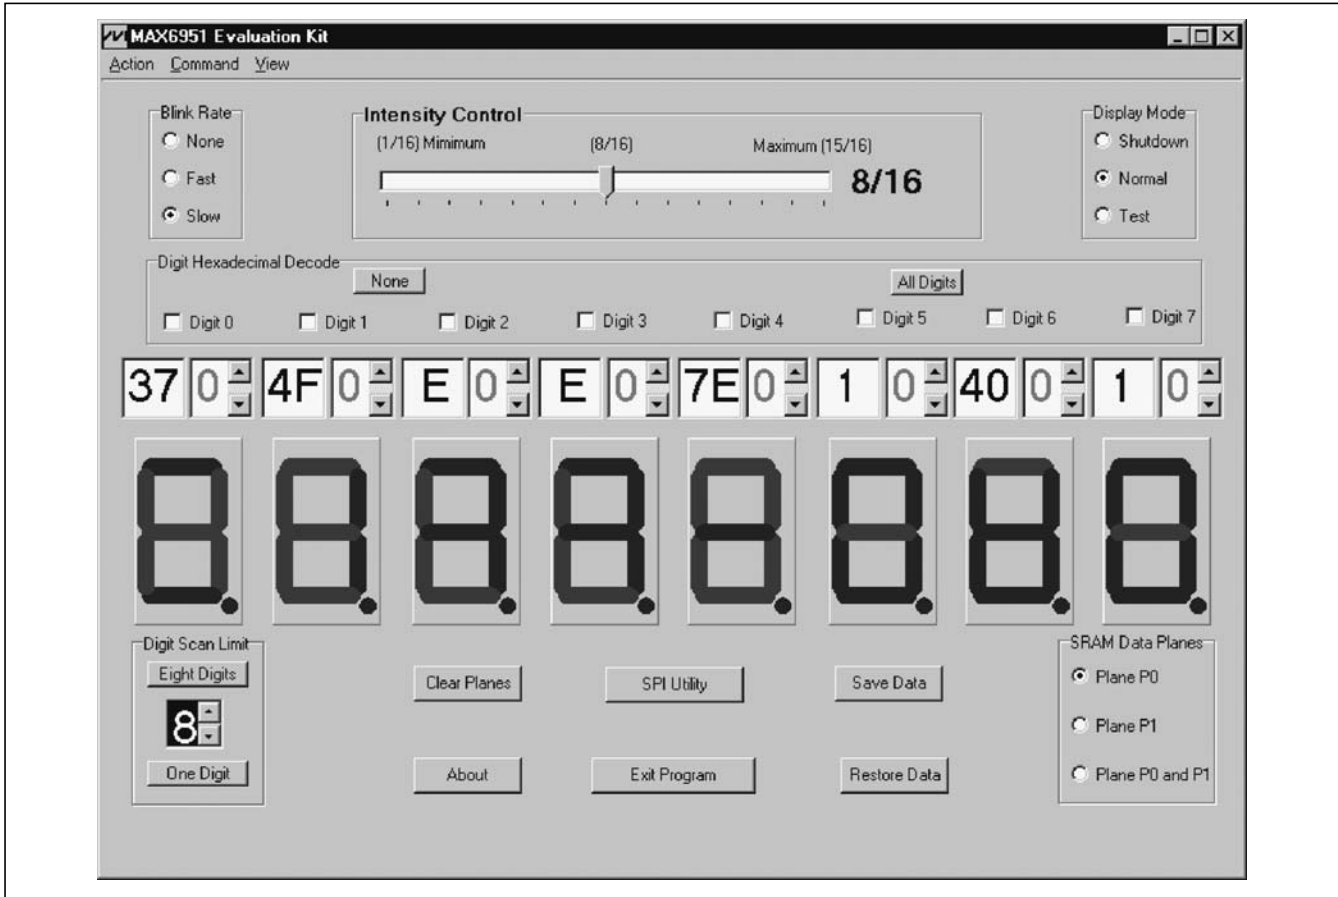 MAX6951 Evaluation Kit
Action Command View
Blink Rate
None
Fast
Slow
Intensity Control
(1/16) Mimimum (8/16) Maximum (15/16)
8/16
Display Mode
Shutdown
Normal
Test
Digit Hexadecimal Decode
None All Digits
Digit 0 Digit 1 Digit 2 Digit 3 Digit 4 Digit 5 Digit 6 Digit 7
37 0 4F 0 E 0 E 0 7E 0 1 0 40 0 1 0
Digit Scan Limit
Eight Digits
8
One Digit
Clear Planes SPI Utility Save Data
About Exit Program Restore Data
SRAM Data Planes
Plane P0
Plane P1
Plane P0 and P1